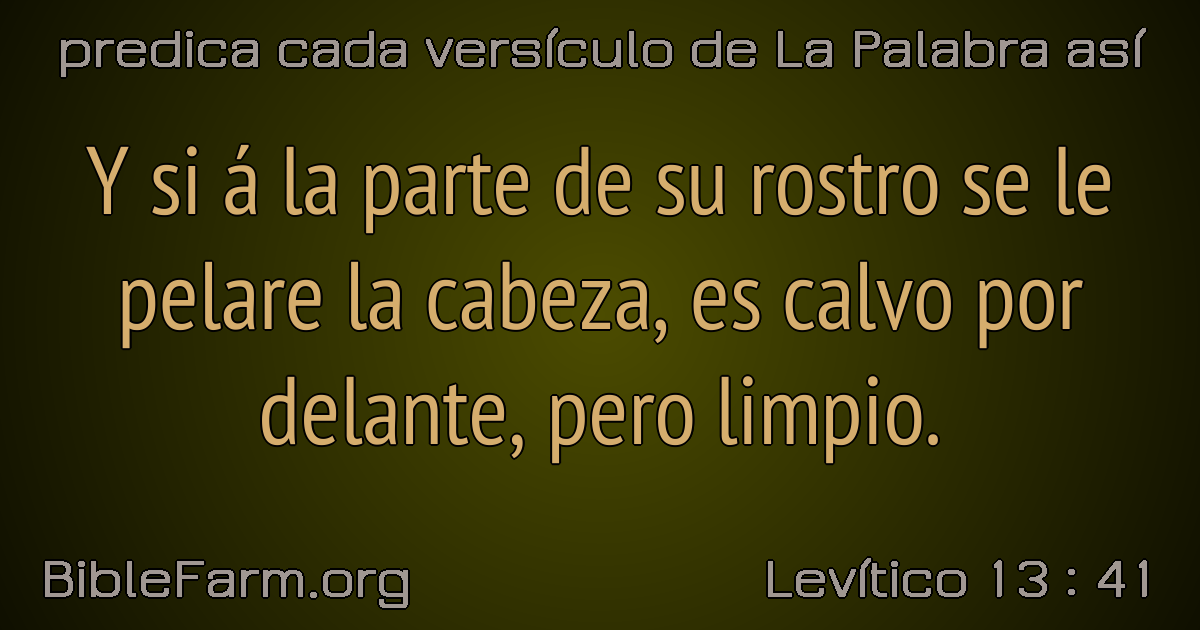 predica cada versículo de La Palabra así
Y si á la parte de su rostro se le
pelare la cabeza, es calvo por
delante, pero limpio.
BibleFarm.org
Levítico 13 : 41